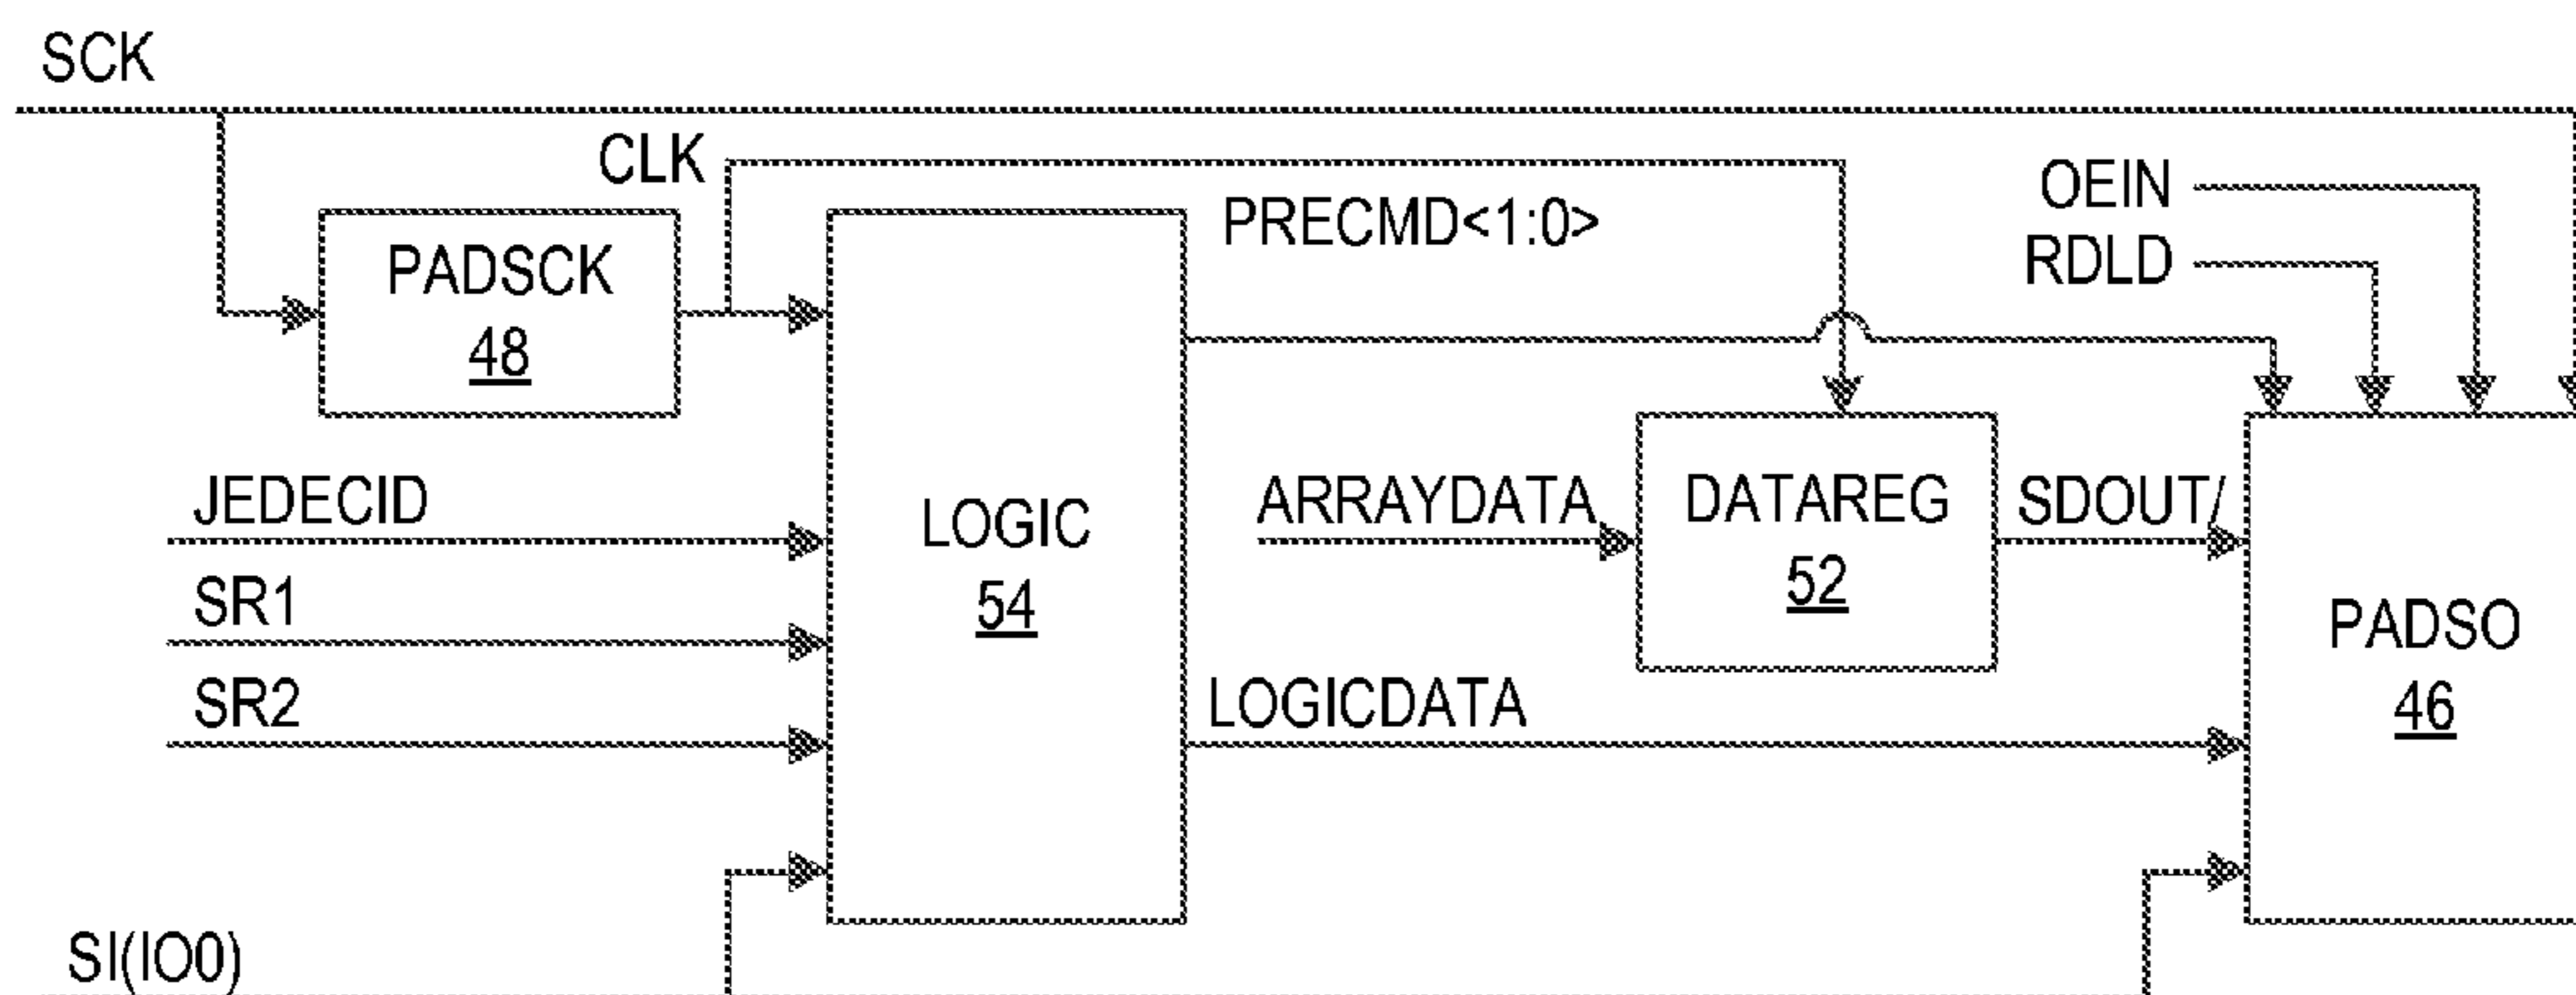 SCK
CLK
PRECMD<1:0>
OEIN
RDLD
PADSCK
48
JEDECID
SR1
SR2
LOGIC
54
ARRAYDATA
DATAREG
52
SDOUT/
LOGICDATA
PADSO
46
SI(IO0)